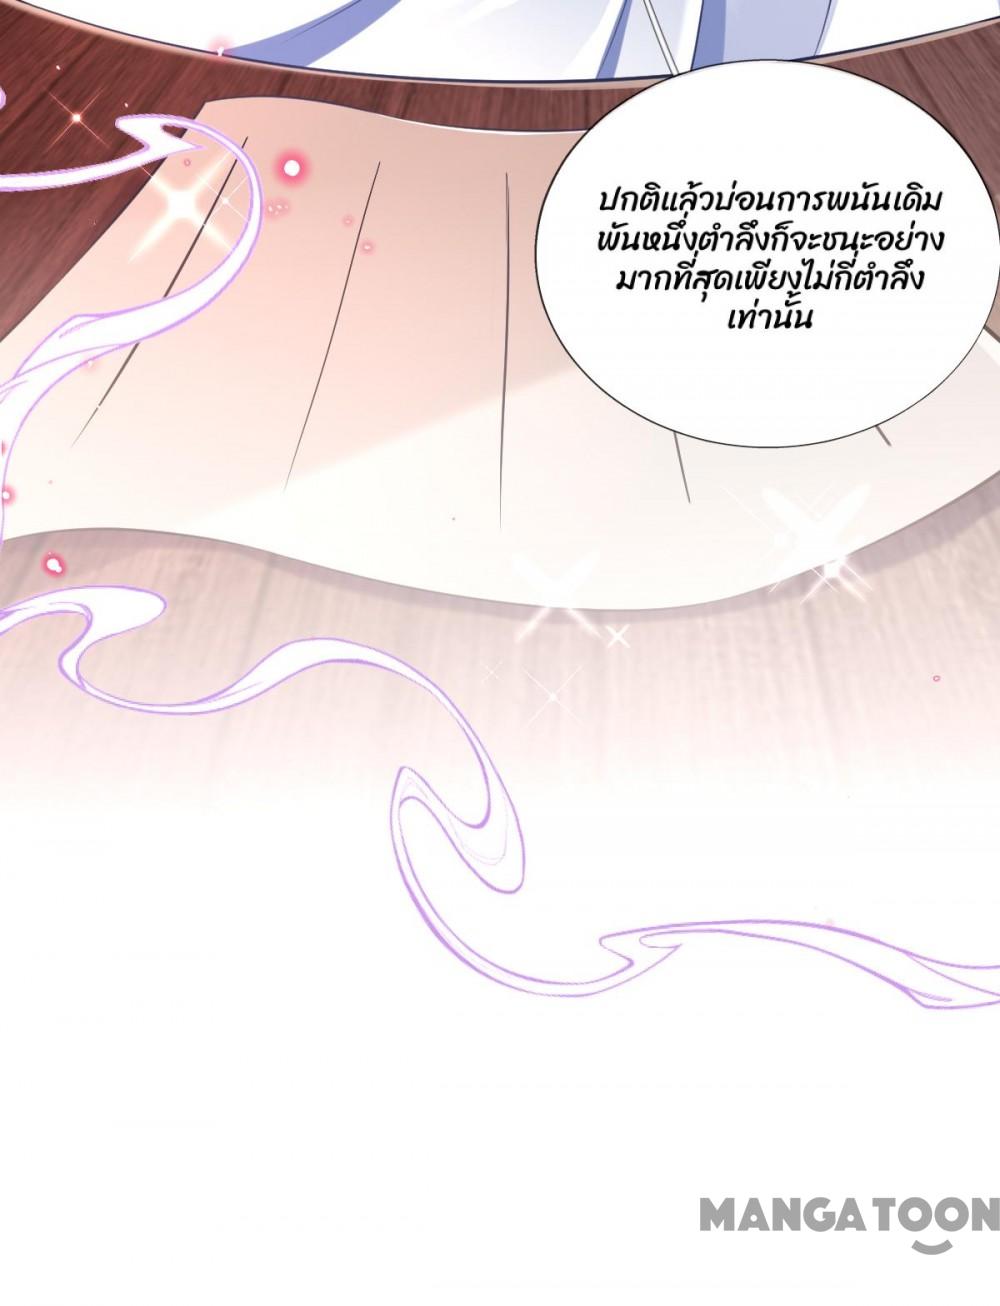 ปกติแล้วบ่อนการพนันเดิม
พันหนึ่งตำลึงก็จะชนะอย่าง
มากที่สุดเพียงไม่กี่ตำลึง
เท่านั้น
MANGATOON